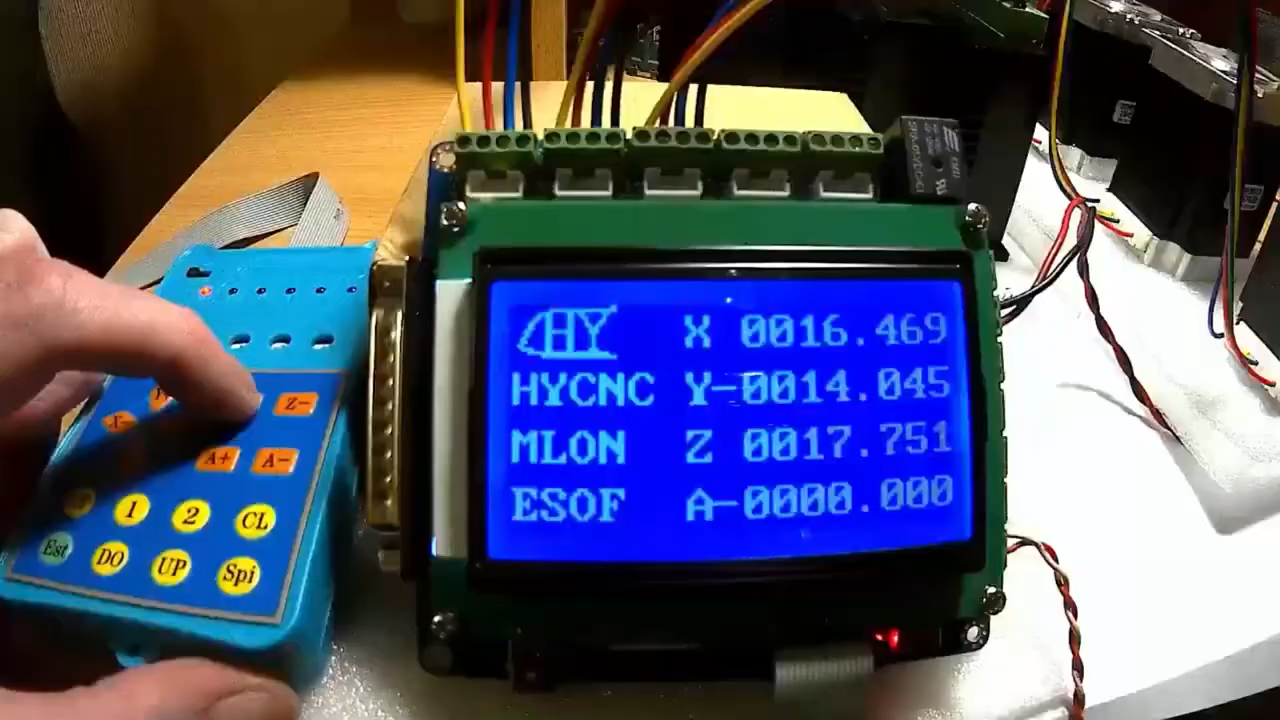 HY X 0016.469
HYCNC Y-0014.045
MLON Z 0017.751
ESOF A-0000.000
Z-
A+ A-
1 2 CL
Est DO UP Spi